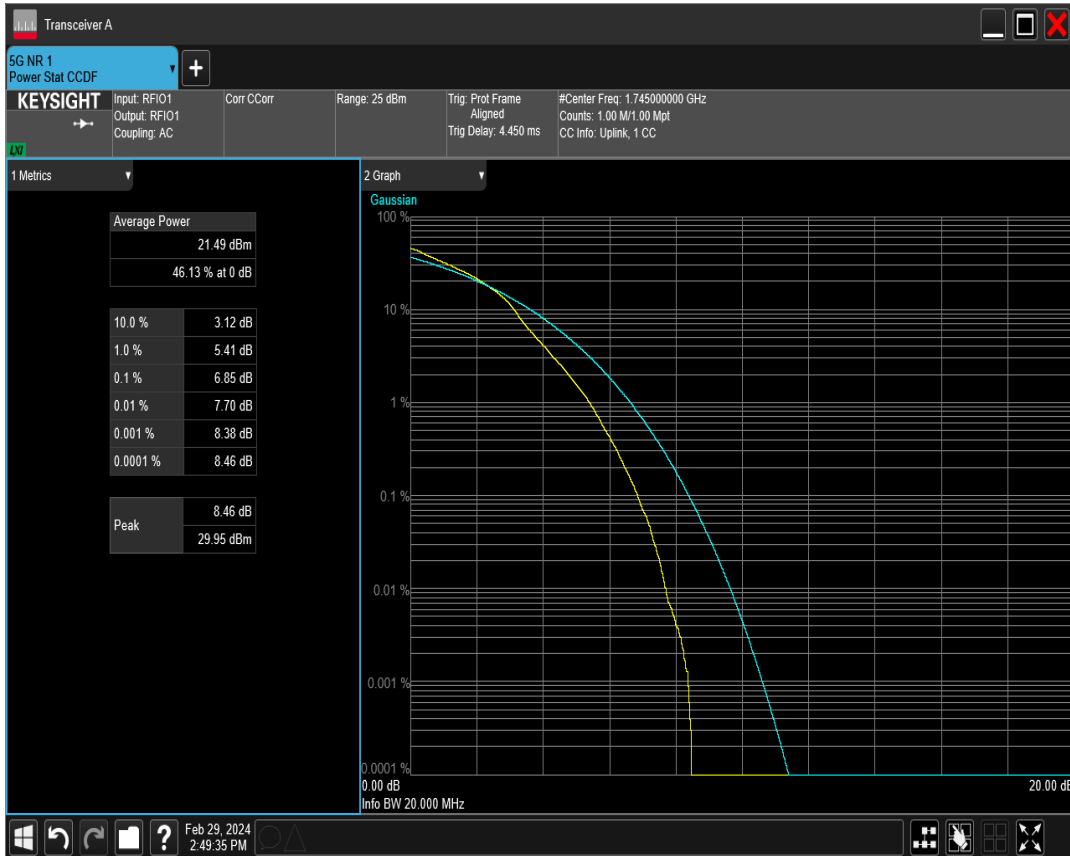 Transceiver A
5G NR 1
Power Stat CCDF
KEYSIGHT
LXI
Input: RFIO1
Output: RFIO1
Coupling: AC
Corr CCorr
Range: 25 dBm
Trig: Prot Frame
Aligned
Trig Delay: 4.450 ms
#Center Freq: 1.745000000 GHz
Counts: 1.00 M/1.00 Mpt
CC Info: Uplink, 1 CC
1 Metrics
Average Power
21.49 dBm
46.13 % at 0 dB
10.0 % 3.12 dB
1.0 % 5.41 dB
0.1 % 6.85 dB
0.01 % 7.70 dB
0.001 % 8.38 dB
0.0001 % 8.46 dB
Peak
8.46 dB
29.95 dBm
2 Graph
Gaussian
100 %
10 %
1 %
0.1 %
0.01 %
0.001 %
0.0001 %
0.00 dB 20.00 dB
Info BW 20.000 MHz
? Feb 29, 2024
2:49:35 PM